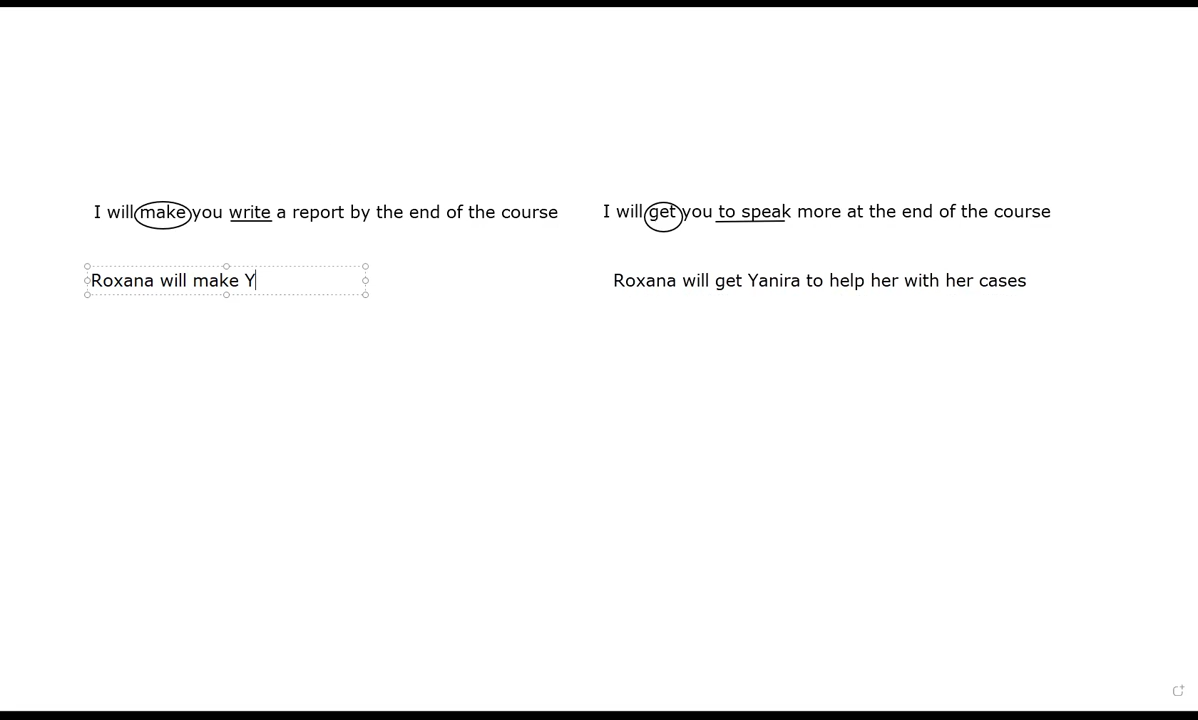 I will make you write a report by the end of the course
I will get you to speak more at the end of the course
Roxana will make Y
Roxana will get Yanira to help her with her cases